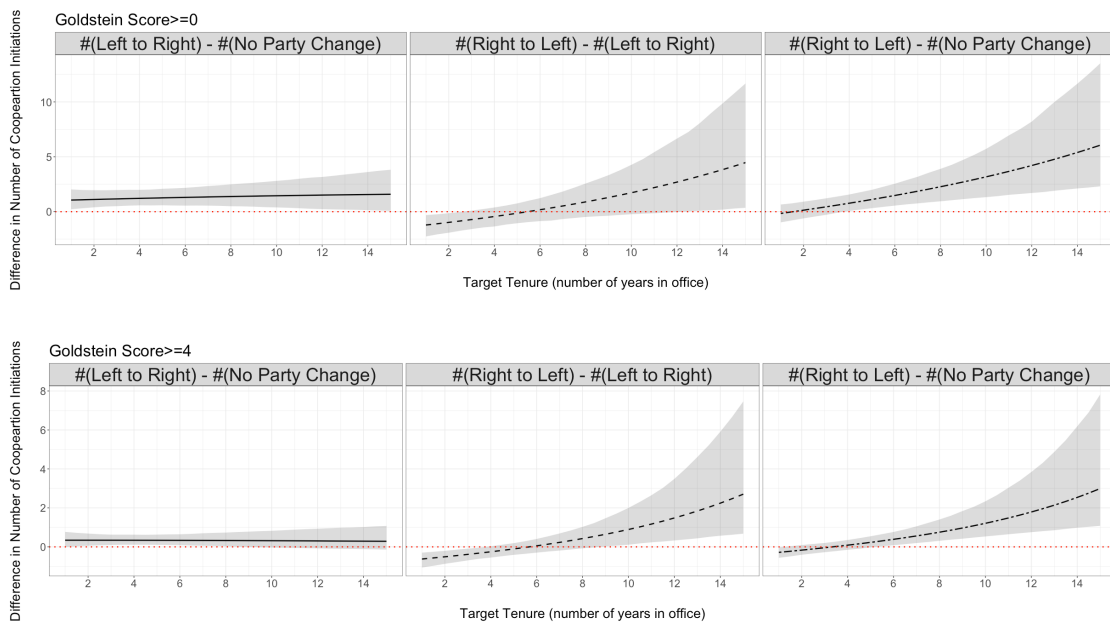 Goldstein Score>=0
#(Left to Right) - #(No Party Change)
#(Right to Left) - #(Left to Right)
#(Right to Left) - #(No Party Change)
Difference in Number of Coopeartion Initiations
10
5
0
2 4 6 8 10 12 14
2 4 6 8 10 12 14
2 4 6 8 10 12 14
Target Tenure (number of years in office)
Goldstein Score>=4
#(Left to Right) - #(No Party Change)
#(Right to Left) - #(Left to Right)
#(Right to Left) - #(No Party Change)
Difference in Number of Coopeartion Initiations
8
6
4
2
0
2 4 6 8 10 12 14
2 4 6 8 10 12 14
2 4 6 8 10 12 14
Target Tenure (number of years in office)